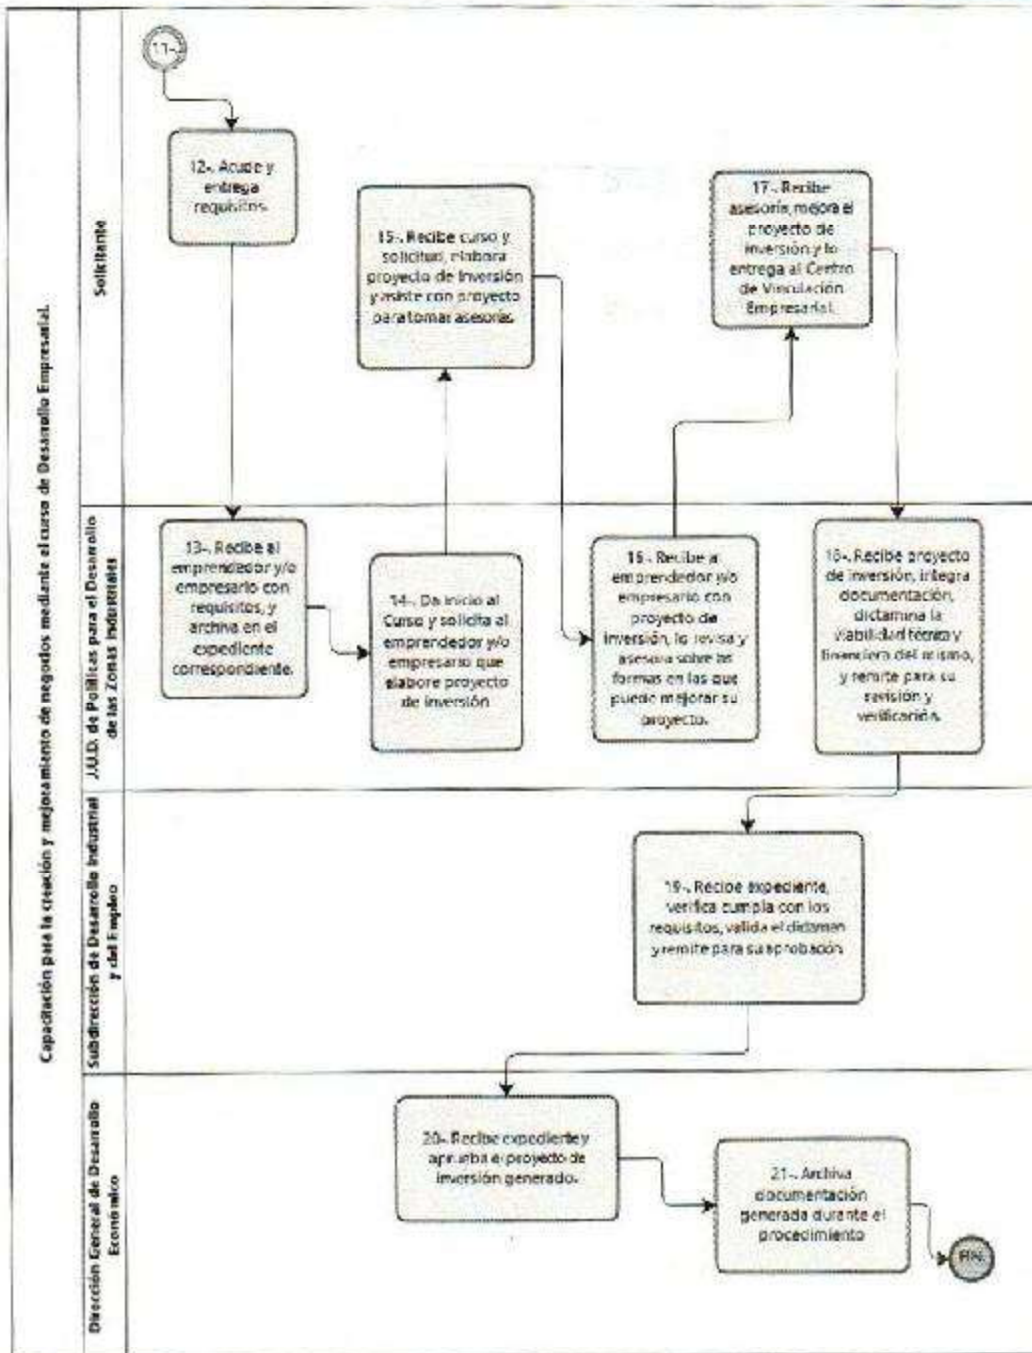 Capacitación para la creación y mejoramiento de negocios mediante el curso de Desarrollo Empresarial.
Solicitante
11-.
12-. Acude y
entrega
requisitos.
15-. Recibe curso y
solicitud, elabora
proyecto de inversión
y asiste con proyecto
para tomar asesorías.
17-. Recibe
asesoría, mejora el
proyecto de
inversión y lo
entrega al Centro
de Vinculación
Empresarial.
J.U.D. de Políticas para el Desarrollo
de las Zonas Industriales
13-. Recibe al
emprendedor y/o
empresario con
requisitos, y
archiva en el
expediente
correspondiente.
14-. Da inicio al
Curso y solicita al
emprendedor y/o
empresario que
elabore proyecto
de inversión
16-. Recibe al
emprendedor y/o
empresario con
proyecto de
inversión, lo revisa y
asesora sobre las
formas en las que
puede mejorar su
proyecto.
18-. Recibe proyecto
de inversión, integra
documentación,
dictamina la
viabilidad técnica y
financiera del mismo,
y remite para su
revisión y
verificación.
Subdirección de Desarrollo Industrial
y del Empleo
19-. Recibe expediente,
verifica cumpla con los
requisitos, valida el dictamen
y remite para su aprobación.
Dirección General de Desarrollo
Económico
20-. Recibe expediente y
aprueba el proyecto de
inversión generado.
21-. Archiva
documentación
generada durante el
procedimiento
FIN.